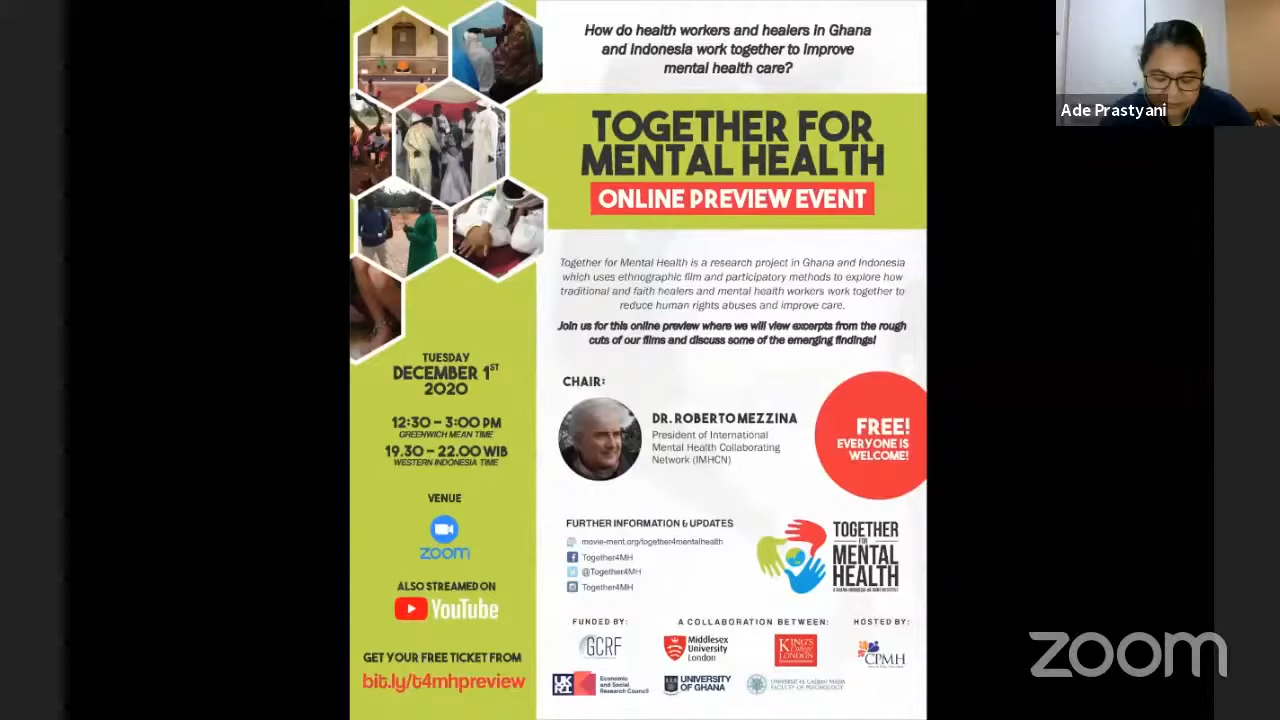 How do health workers and healers in Ghana
and Indonesia work together to improve
mental health care?
TOGETHER FOR
MENTAL HEALTH
ONLINE PREVIEW EVENT
Together for Mental Health is a research project in Ghana and Indonesia
which uses ethnographic film and participatory methods to explore how
traditional and faith healers and mental health workers work together to
reduce human rights abuses and improve care.
Join us for this online preview where we will view excerpts from the rough
cuts of our films and discuss some of the emerging findings!
TUESDAY
DECEMBER 1ST
2020
12:30 – 3:00 PM
GREENWICH MEAN TIME
19.30 – 22.00 WIB
WESTERN INDONESIA TIME
VENUE
zoom
ALSO STREAMED ON
YouTube
GET YOUR FREE TICKET FROM
bit.ly/t4mhpreview
CHAIR:
DR. ROBERTO MEZZINA
President of International
Mental Health Collaborating
Network (IMHCN)
FREE!
EVERYONE IS
WELCOME!
FURTHER INFORMATION & UPDATES
movie-ment.org/together4mentalhealth
Together4MH
@Together4MH
Together4MH
TOGETHER
FOR
MENTAL
HEALTH
FUNDED BY:
A COLLABORATION BETWEEN:
HOSTED BY:
GCRF
Middlesex
University
London
KING'S
College
LONDON
CPMH
UK
RI
Economic
and Social
Research Council
UNIVERSITY
OF GHANA
UNIVERSITAS GADJAH MADA
FACULTY OF PSYCHOLOGY
Ade Prastyani
zoom